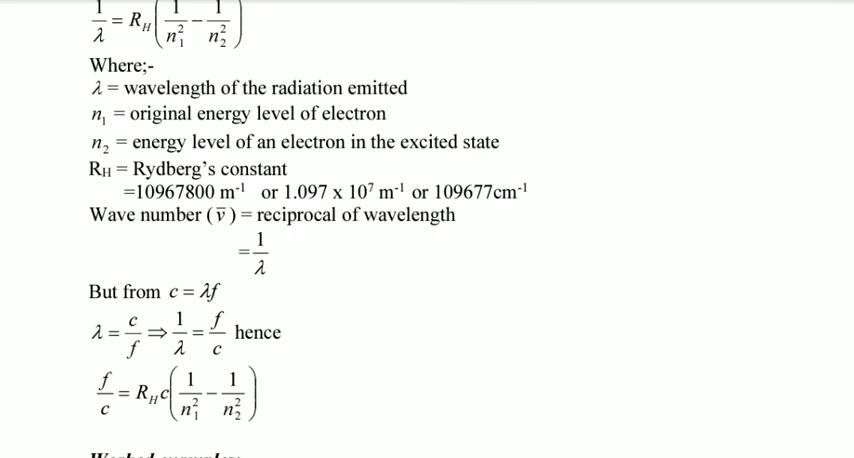 1/λ = R_H (1/n₁² − 1/n₂²)
Where;-
λ = wavelength of the radiation emitted
n₁ = original energy level of electron
n₂ = energy level of an electron in the excited state
R_H = Rydberg's constant
=10967800 m⁻¹ or 1.097 x 10⁷ m⁻¹ or 109677cm⁻¹
Wave number (ν̄) = reciprocal of wavelength
= 1/λ
But from c = λf
λ = c/f ⇒ 1/λ = f/c hence
f/c = R_H c(1/n₁² − 1/n₂²)